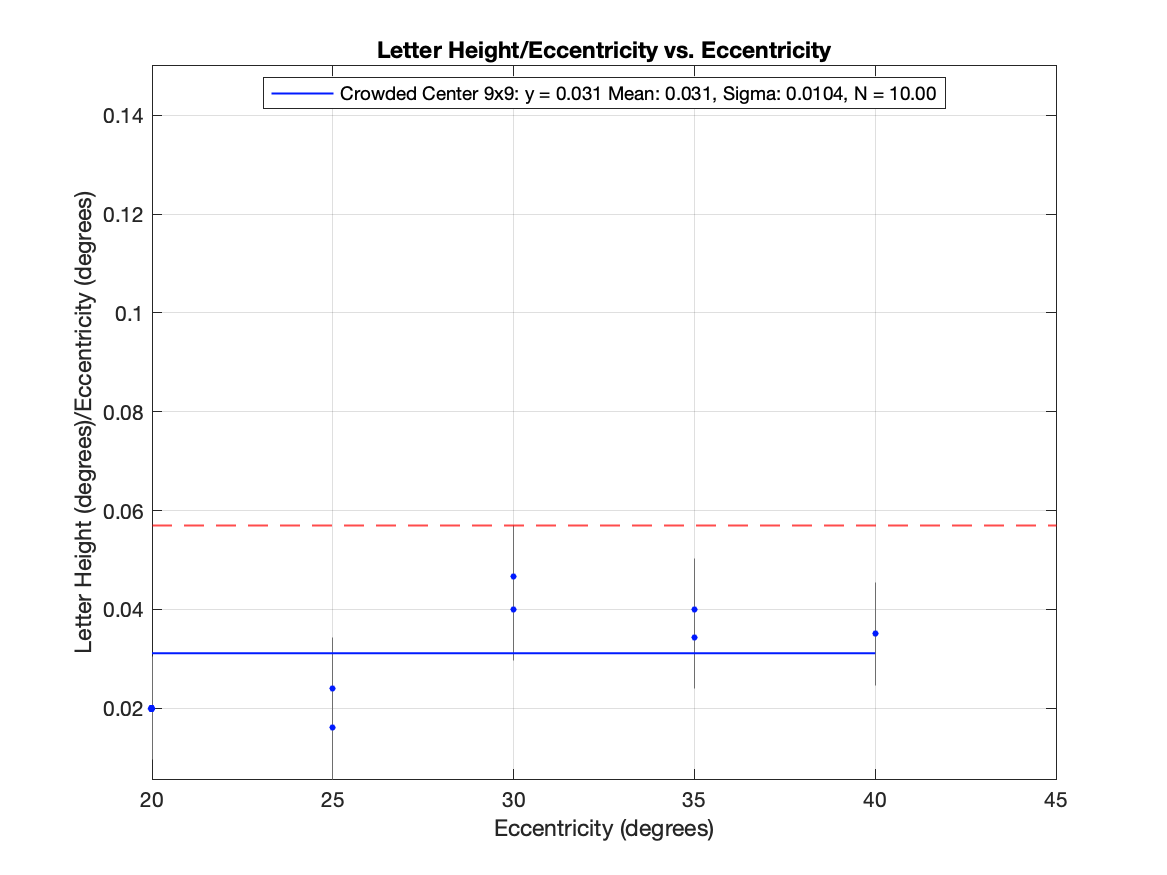 Letter Height/Eccentricity vs. Eccentricity
Crowded Center 9x9: y = 0.031 Mean: 0.031, Sigma: 0.0104, N = 10.00
Letter Height (degrees)/Eccentricity (degrees)
0.14
0.12
0.1
0.08
0.06
0.04
0.02
20 25 30 35 40 45
Eccentricity (degrees)